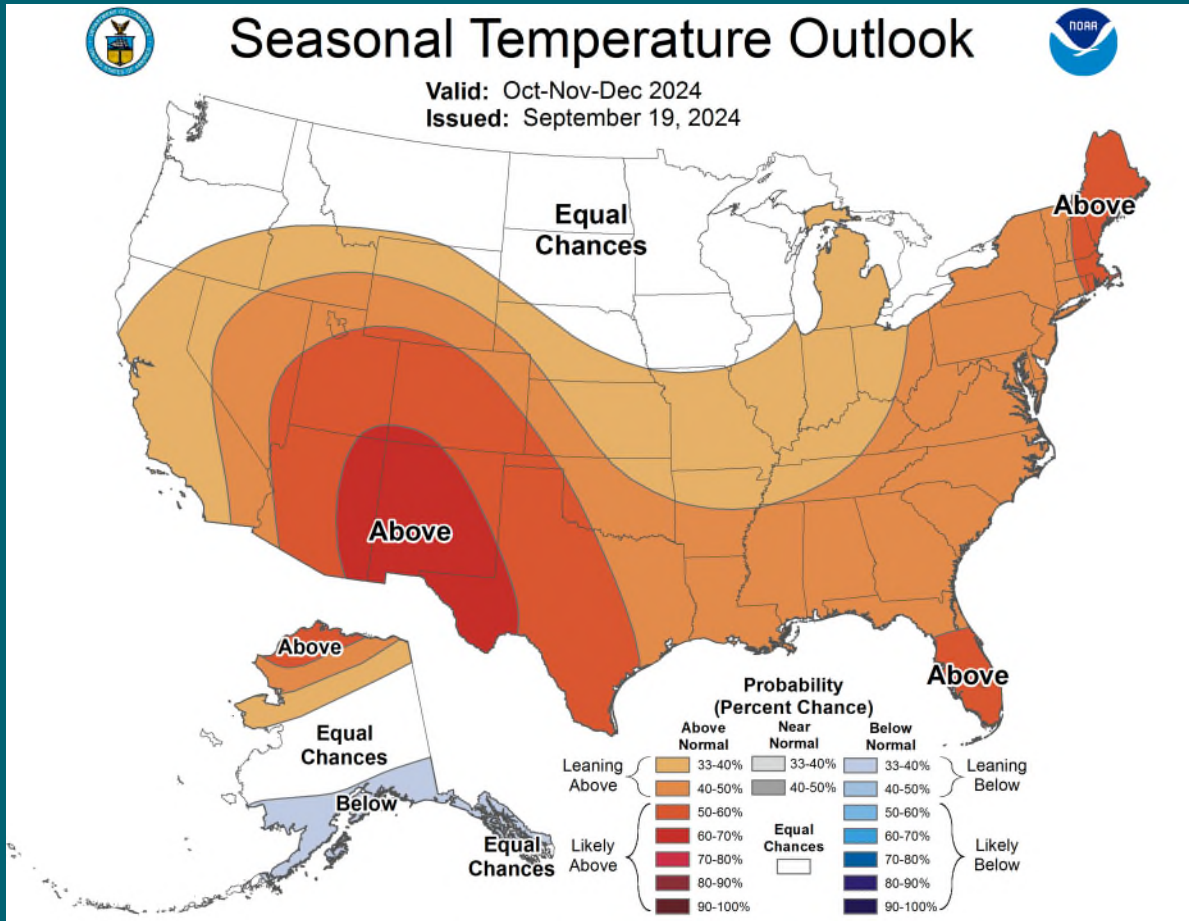 Seasonal Temperature Outlook
NOAA
Valid: Oct-Nov-Dec 2024
Issued: September 19, 2024
Equal
Chances
Above
Above
Above
Above
Equal
Chances
Below
Equal
Chances
Probability
(Percent Chance)
Above
Normal
Near
Normal
Below
Normal
Leaning
Above
33-40%
40-50%
Likely
Above
50-60%
60-70%
70-80%
80-90%
90-100%
33-40%
40-50%
Equal
Chances
33-40%
40-50%
Leaning
Below
50-60%
60-70%
70-80%
80-90%
90-100%
Likely
Below